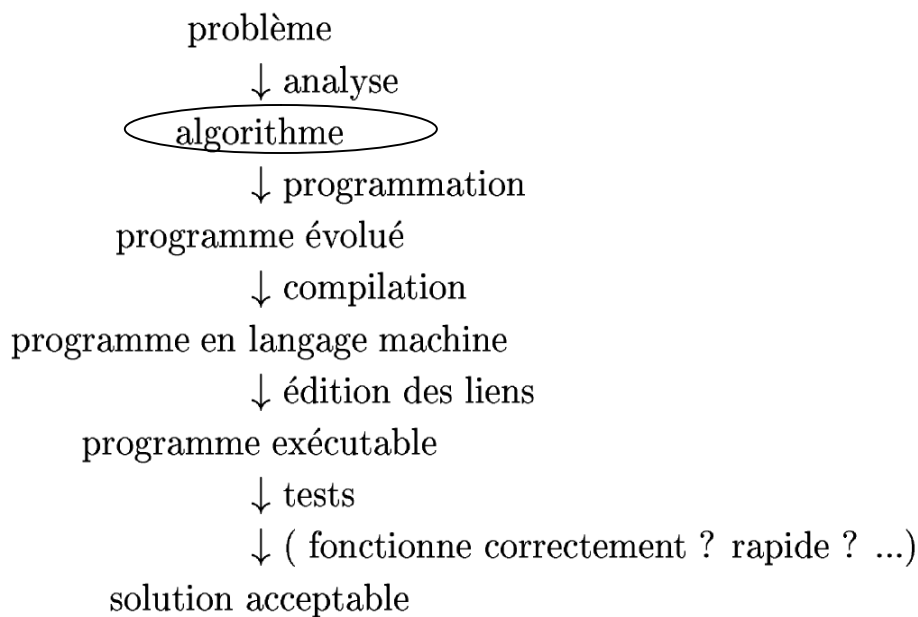 problème
↓ analyse
algorithme
↓ programmation
programme évolué
↓ compilation
programme en langage machine
↓ édition des liens
programme exécutable
↓ tests
↓ ( fonctionne correctement ? rapide ? ...)
solution acceptable